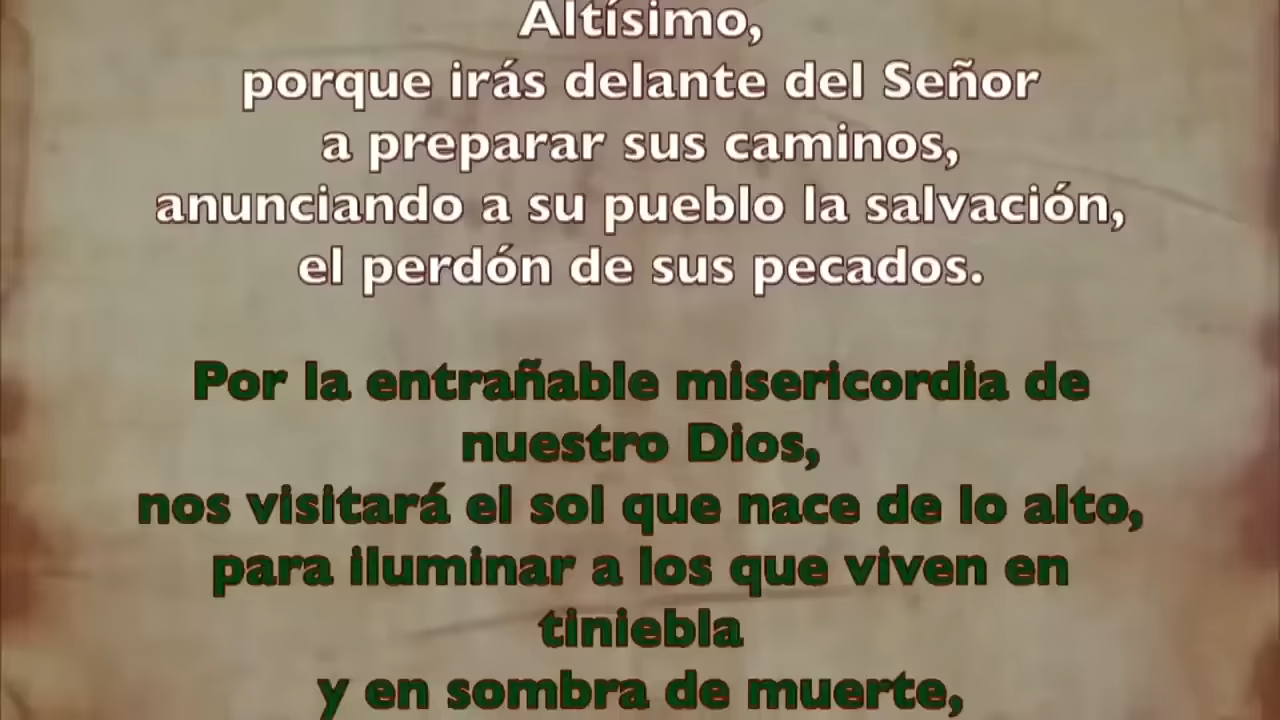 Altísimo,
porque irás delante del Señor
a preparar sus caminos,
anunciando a su pueblo la salvación,
el perdón de sus pecados.
Por la entrañable misericordia de
nuestro Dios,
nos visitará el sol que nace de lo alto,
para iluminar a los que viven en
tiniebla
y en sombra de muerte,